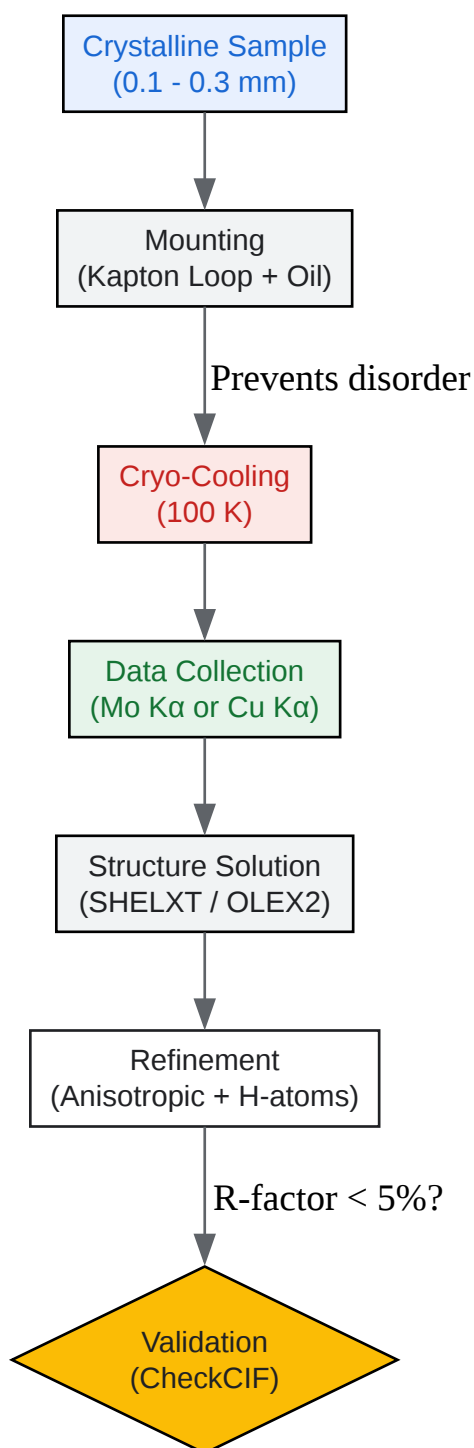 Crystalline Sample
(0.1 - 0.3 mm)
Mounting
(Kapton Loop + Oil)
Prevents disorder
Cryo-Cooling
(100 K)
Data Collection
(Mo Kα or Cu Kα)
Structure Solution
(SHELXT / OLEX2)
Refinement
(Anisotropic + H-atoms)
R-factor < 5%?
Validation
(CheckCIF)